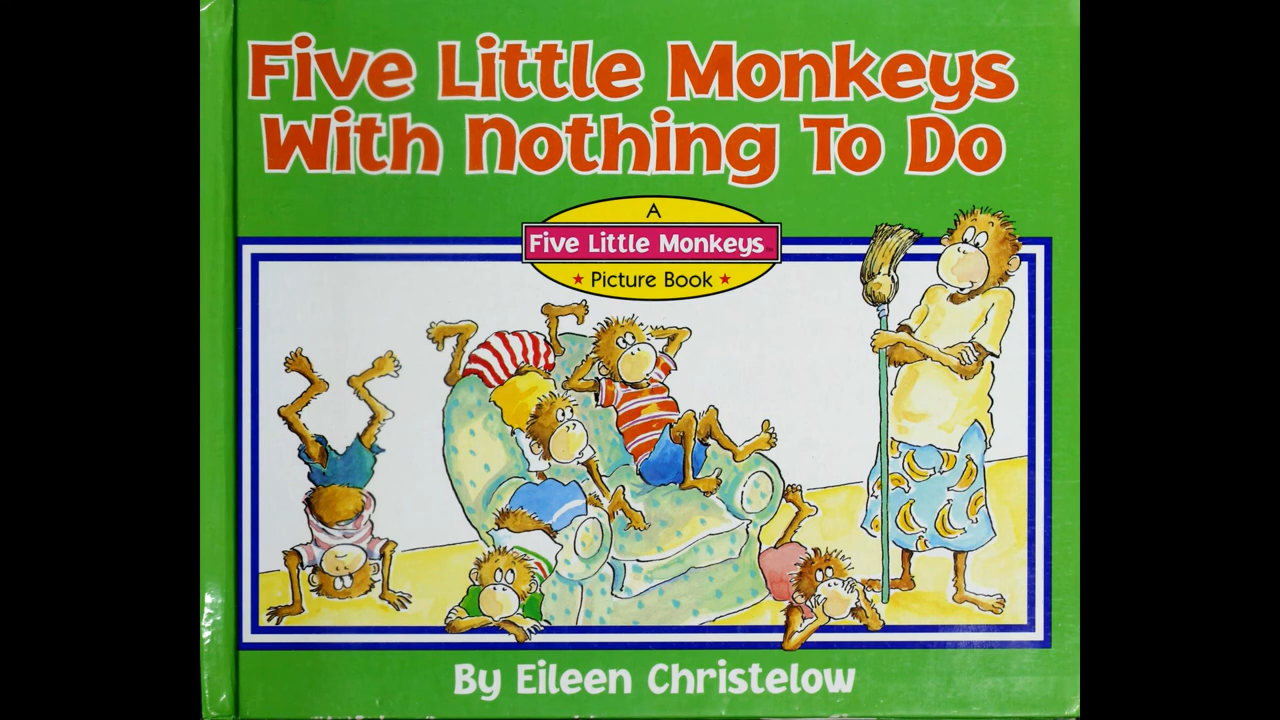 Five Little Monkeys
With Nothing To Do
A
Five Little Monkeys
Picture Book
By Eileen Christelow